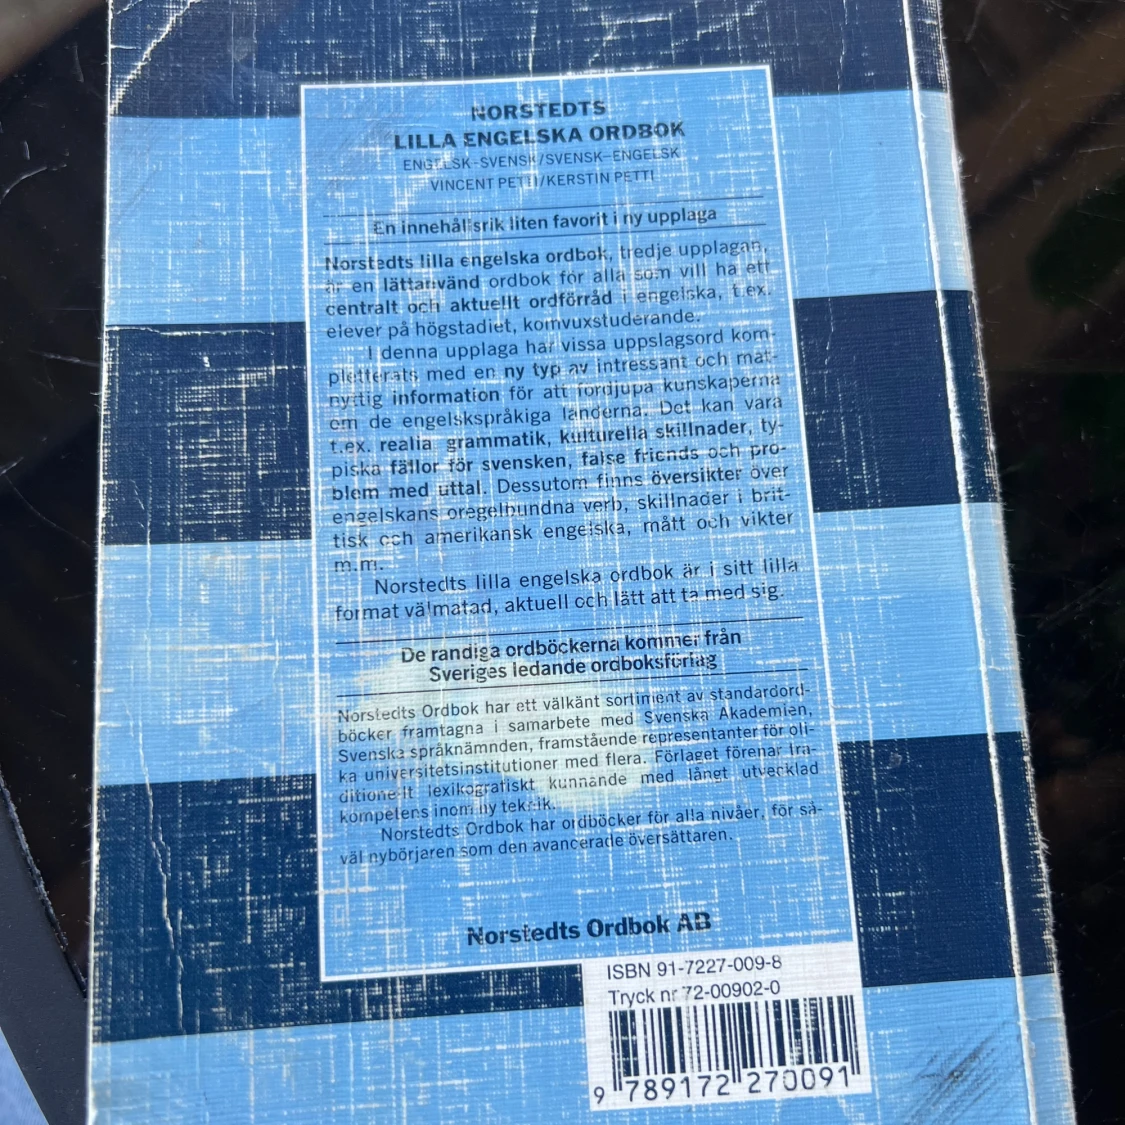 NORSTEDTS
LILLA ENGELSKA ORDBOK
ENGELSK-SVENSK/SVENSK-ENGELSK
VINCENT PETTI/KERSTIN PETTI
En innehållsrik liten favorit i ny upplaga
Norstedts lilla engelska ordbok, tredje upplagan,
är en lättanvänd ordbok för alla som vill ha ett
centralt och aktuellt ordförråd i engelska, t.ex.
elever på högstadiet, komvuxstuderande.
I denna upplaga har vissa uppslagsord kom-
pletterats med en ny typ av intressant och mat-
nyttig information för att fördjupa kunskaperna
om de engelskspråkiga länderna. Det kan vara
t.ex. realia, grammatik, kulturella skillnader, ty-
piska fällor för svensken, false friends och pro-
blem med uttal. Dessutom finns översikter över
engelskans oregelbundna verb, skillnader i brit-
tisk och amerikansk engelska, mått och vikter
m.m.
Norstedts lilla engelska ordbok är i sitt lilla
format välmatad, aktuell och lätt att ta med sig.
De randiga ordböckerna kommer från
Sveriges ledande ordboksförlag
Norstedts Ordbok har ett välkänt sortiment av standardord-
böcker framtagna i samarbete med Svenska Akademien,
Svenska språknämnden, framstående representanter för oli-
ka universitetsinstitutioner med flera. Förlaget förenar tra-
ditionellt lexikografiskt kunnande med långt utvecklad
kompetens inom ny teknik.
Norstedts Ordbok har ordböcker för alla nivåer, för så-
väl nybörjaren som den avancerade översättaren.
Norstedts Ordbok AB
ISBN 91-7227-009-8
Tryck nr 72-00902-0
9 789172 270091